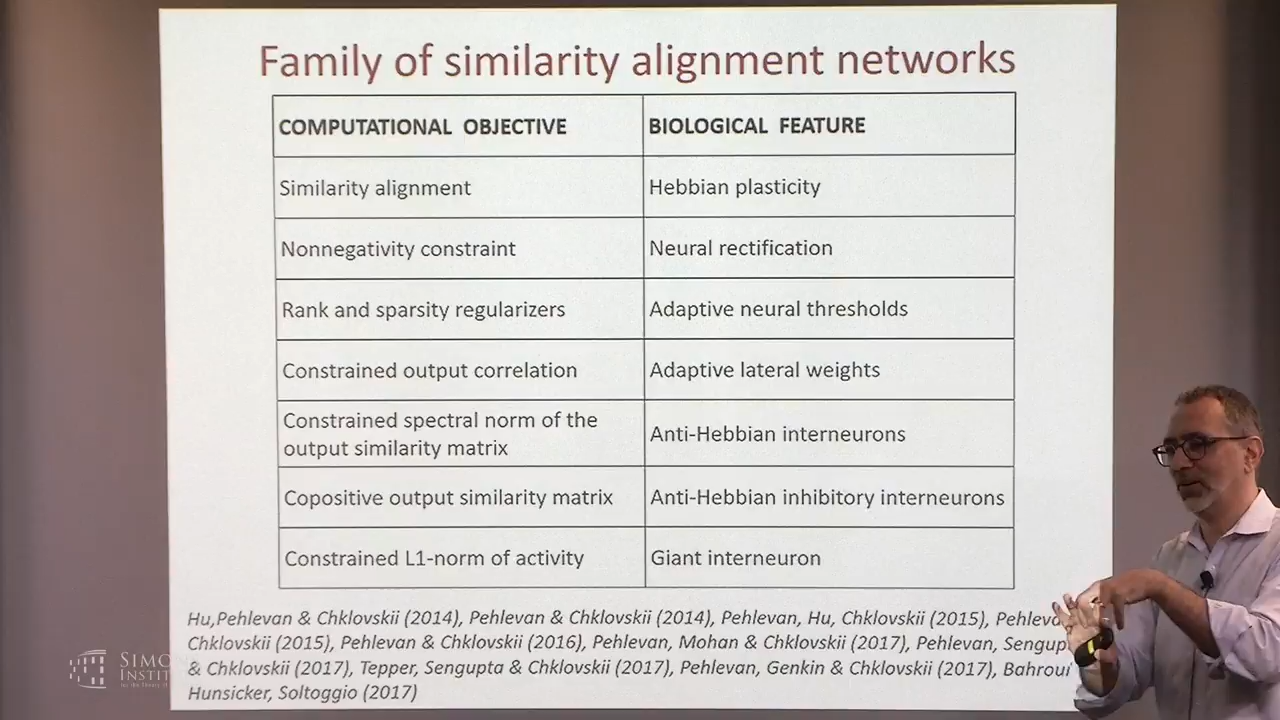 Family of similarity alignment networks
COMPUTATIONAL OBJECTIVE BIOLOGICAL FEATURE
Similarity alignment Hebbian plasticity
Nonnegativity constraint Neural rectification
Rank and sparsity regularizers Adaptive neural thresholds
Constrained output correlation Adaptive lateral weights
Constrained spectral norm of the
output similarity matrix Anti-Hebbian interneurons
Copositive output similarity matrix Anti-Hebbian inhibitory interneurons
Constrained L1-norm of activity Giant interneuron
Hu,Pehlevan & Chklovskii (2014), Pehlevan & Chklovskii (2014), Pehlevan, Hu, Chklovskii (2015),
Chklovskii (2015), Pehlevan & Chklovskii (2016), Pehlevan, Mohan & Chklovskii (2017), Pehlevan,
& Chklovskii (2017), Tepper, Sengupta & Chklovskii (2017), Pehlevan, Genkin & Chklovskii (2017),
Hunsicker, Soltoggio (2017)